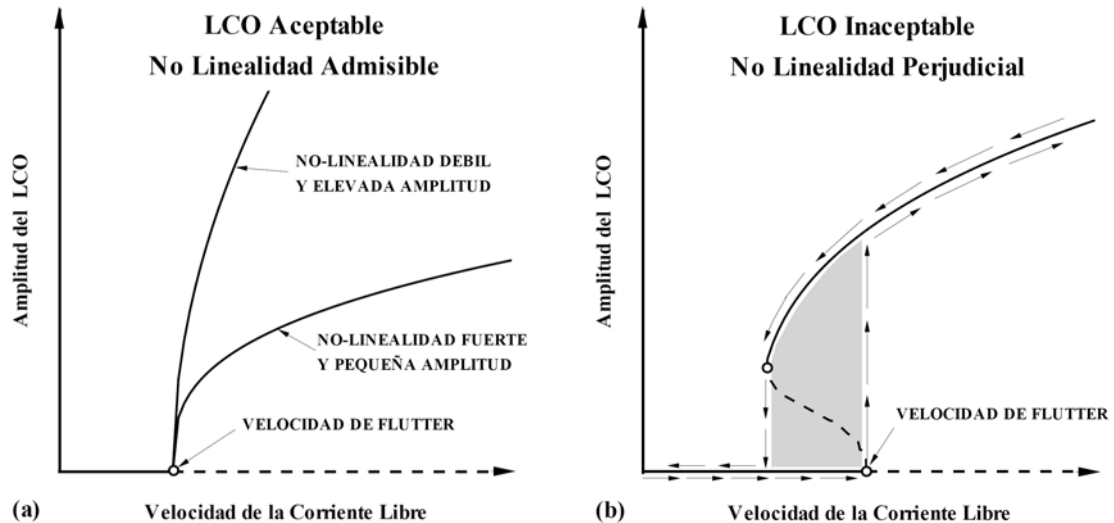 LCO Aceptable
No Linealidad Admisible
Amplitud del LCO
NO-LINEALIDAD DEBIL
Y ELEVADA AMPLITUD
NO-LINEALIDAD FUERTE
Y PEQUEÑA AMPLITUD
VELOCIDAD DE FLUTTER
(a)
Velocidad de la Corriente Libre
LCO Inaceptable
No Linealidad Perjudicial
Amplitud del LCO
VELOCIDAD DE FLUTTER
(b)
Velocidad de la Corriente Libre